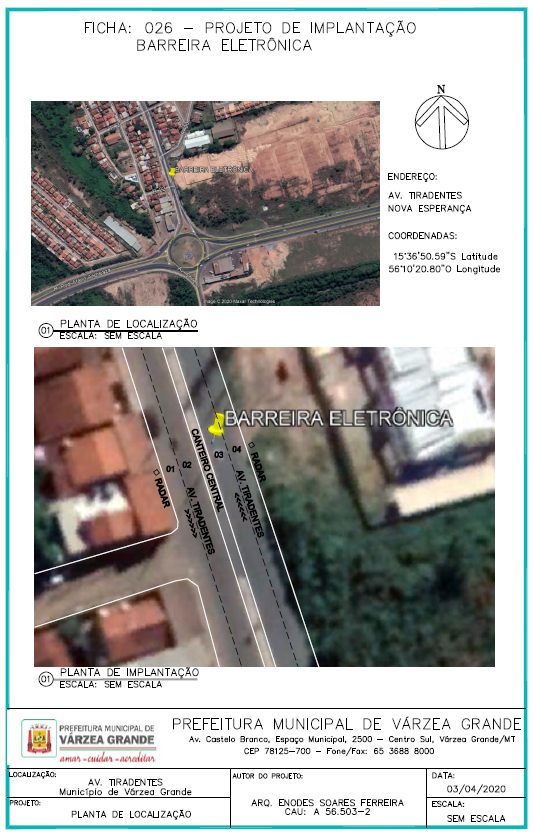 FICHA: 026 – PROJETO DE IMPLANTAÇÃO
BARREIRA ELETRÔNICA
N
BARREIRA ELETRÔNICA
Image © 2020 Maxar Technologies
ENDEREÇO:
AV. TIRADENTES
NOVA ESPERANÇA
COORDENADAS:
15°36'50.59"S Latitude
56°10'20.80"O Longitude
01 PLANTA DE LOCALIZAÇÃO
ESCALA: SEM ESCALA
BARREIRA ELETRÔNICA
CANTEIRO CENTRAL
01 02 03 04
RADAR
RADAR
AV. TIRADENTES
>>>>>>>
AV. TIRADENTES
<<<<<<
01 PLANTA DE IMPLANTAÇÃO
ESCALA: SEM ESCALA
PREFEITURA MUNICIPAL DE
VÁRZEA GRANDE
amar - cuidar - acreditar
PREFEITURA MUNICIPAL DE VÁRZEA GRANDE
Av. Castelo Branco, Espaço Municipal, 2500 – Centro Sul, Várzea Grande/MT
CEP 78125-700 – Fone/Fax: 65 3688 8000
LOCALIZAÇÃO:
AV. TIRADENTES
Município de Várzea Grande
PROJETO:
PLANTA DE LOCALIZAÇÃO
AUTOR DO PROJETO:
ARQ. ENODES SOARES FERREIRA
CAU: A 56.503-2
DATA:
03/04/2020
ESCALA:
SEM ESCALA